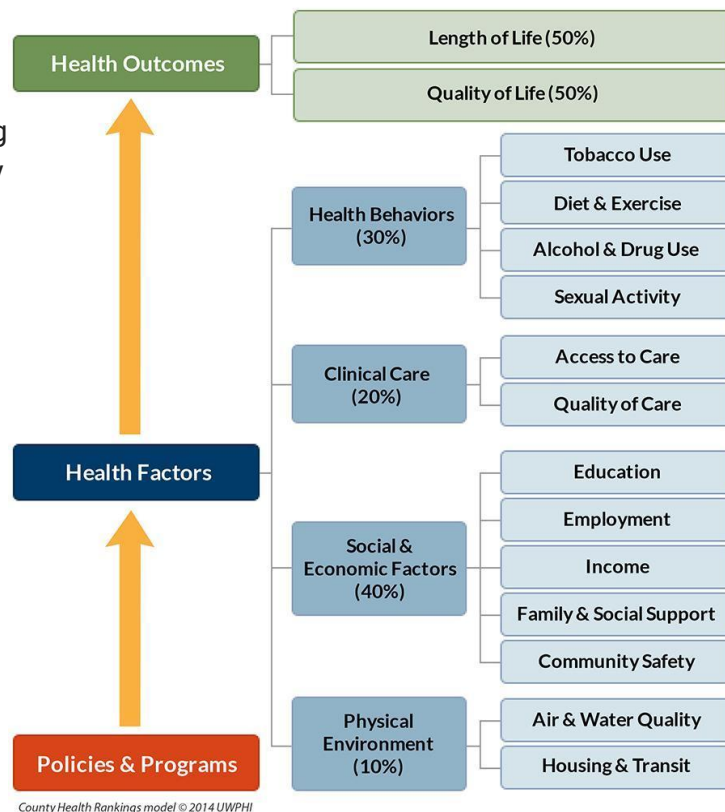 Health Outcomes
Length of Life (50%)
Quality of Life (50%)
Health Behaviors
(30%)
Tobacco Use
Diet & Exercise
Alcohol & Drug Use
Sexual Activity
Clinical Care
(20%)
Access to Care
Quality of Care
Health Factors
Social &
Economic Factors
(40%)
Education
Employment
Income
Family & Social Support
Community Safety
Physical
Environment
(10%)
Air & Water Quality
Housing & Transit
Policies & Programs
County Health Rankings model © 2014 UWPHI